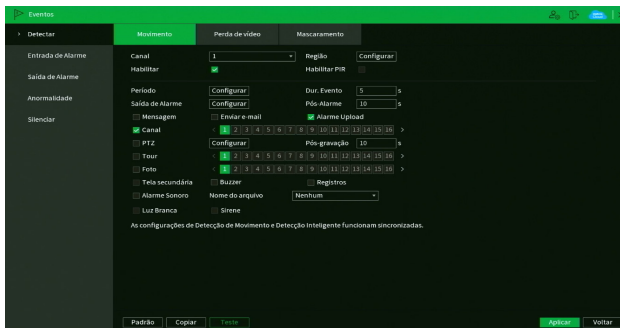 Eventos
Detectar
Entrada de Alarme
Saída de Alarme
Anormalidade
Silenciar
Movimento Perda de vídeo Mascaramento
Canal 1 Região Configurar
Habilitar Habilitar PIR
Período Configurar Dur. Evento 5 s
Saída de Alarme Configurar Pós-Alarme 10 s
Mensagem Enviar e-mail Alarme Upload
Canal < 1 2 3 4 5 6 7 8 9 10 11 12 13 14 15 16 >
PTZ Configurar Pós-gravação 10 s
Tour < 1 2 3 4 5 6 7 8 9 10 11 12 13 14 15 16 >
Foto < 1 2 3 4 5 6 7 8 9 10 11 12 13 14 15 16 >
Tela secundária Buzzer Registros
Alarme Sonoro Nome do arquivo Nenhum
Luz Branca Sirene
As configurações de Detecção de Movimento e Detecção Inteligente funcionam sincronizadas.
Padrão Copiar Teste Aplicar Voltar